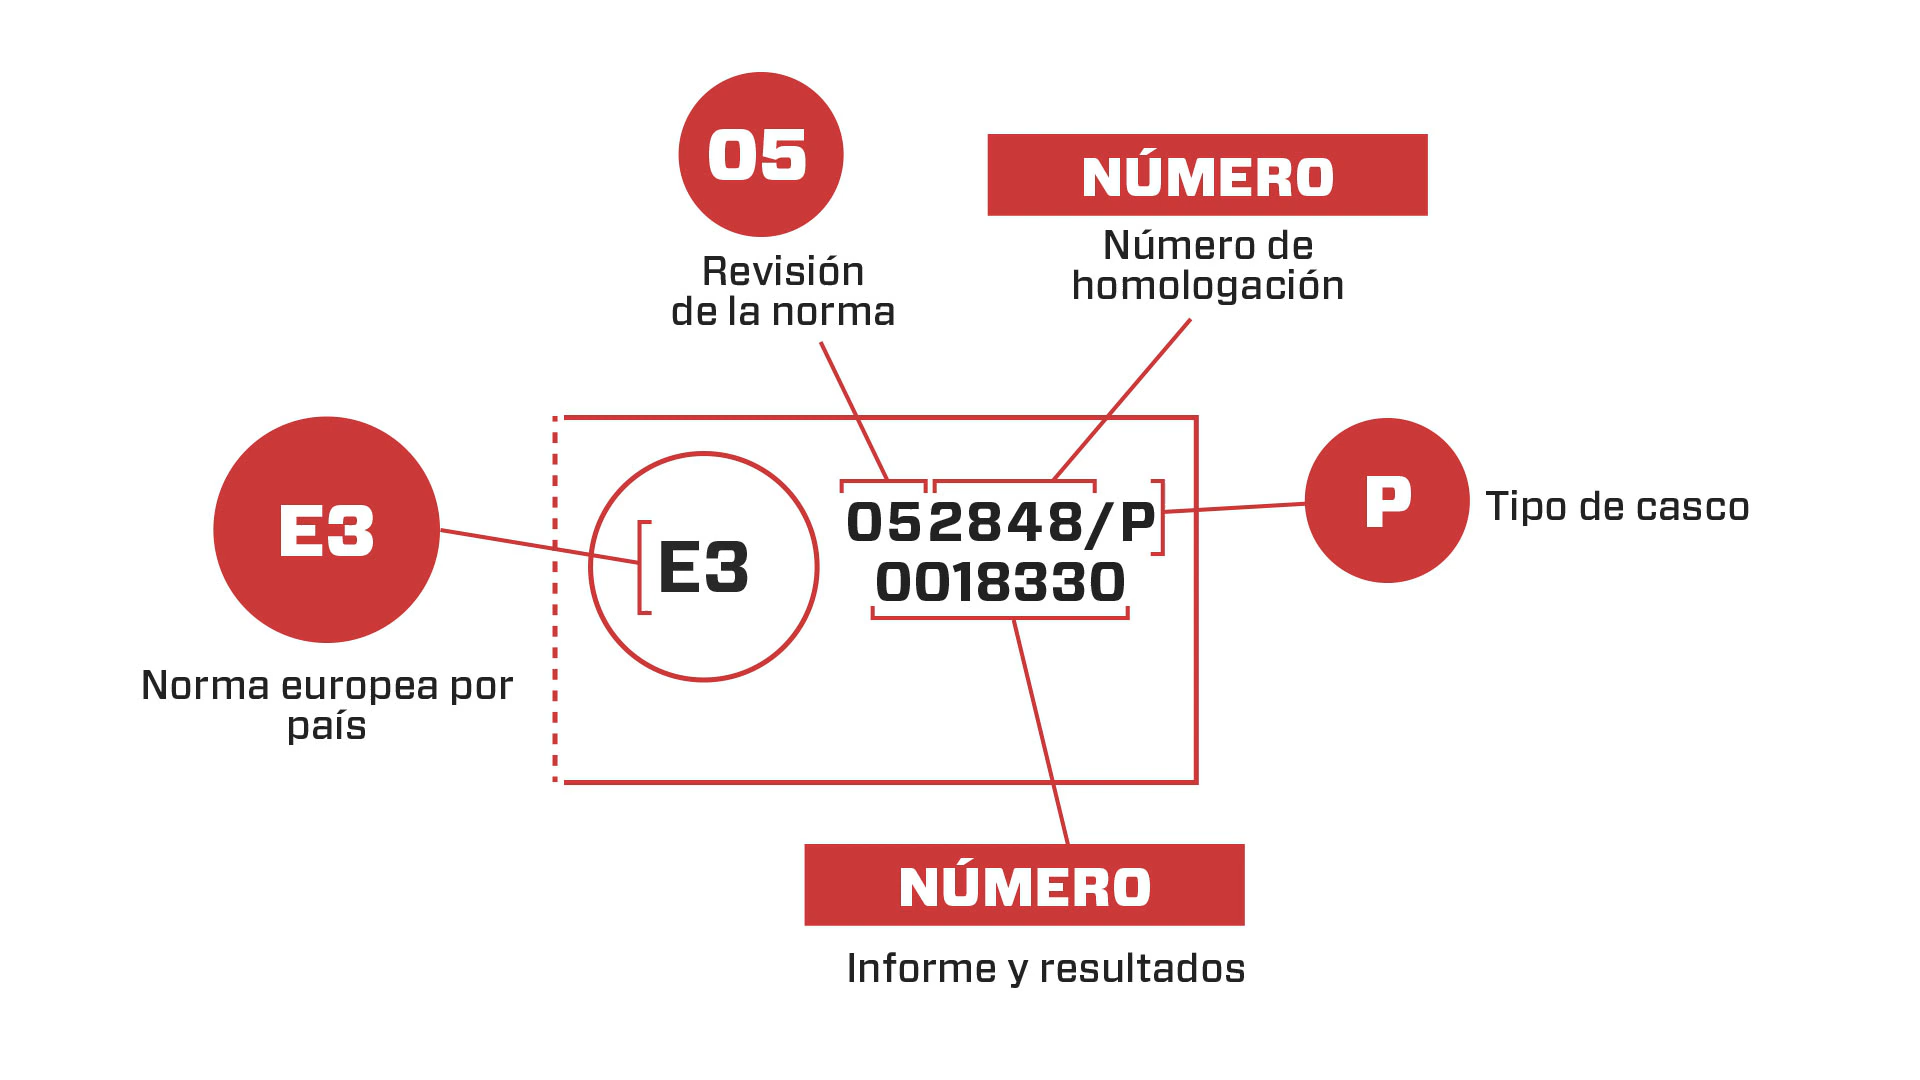 05
Revisión
de la norma
NÚMERO
Número de
homologación
E3
Norma europea por
país
E3
052848/P
0018330
P
Tipo de casco
NÚMERO
Informe y resultados